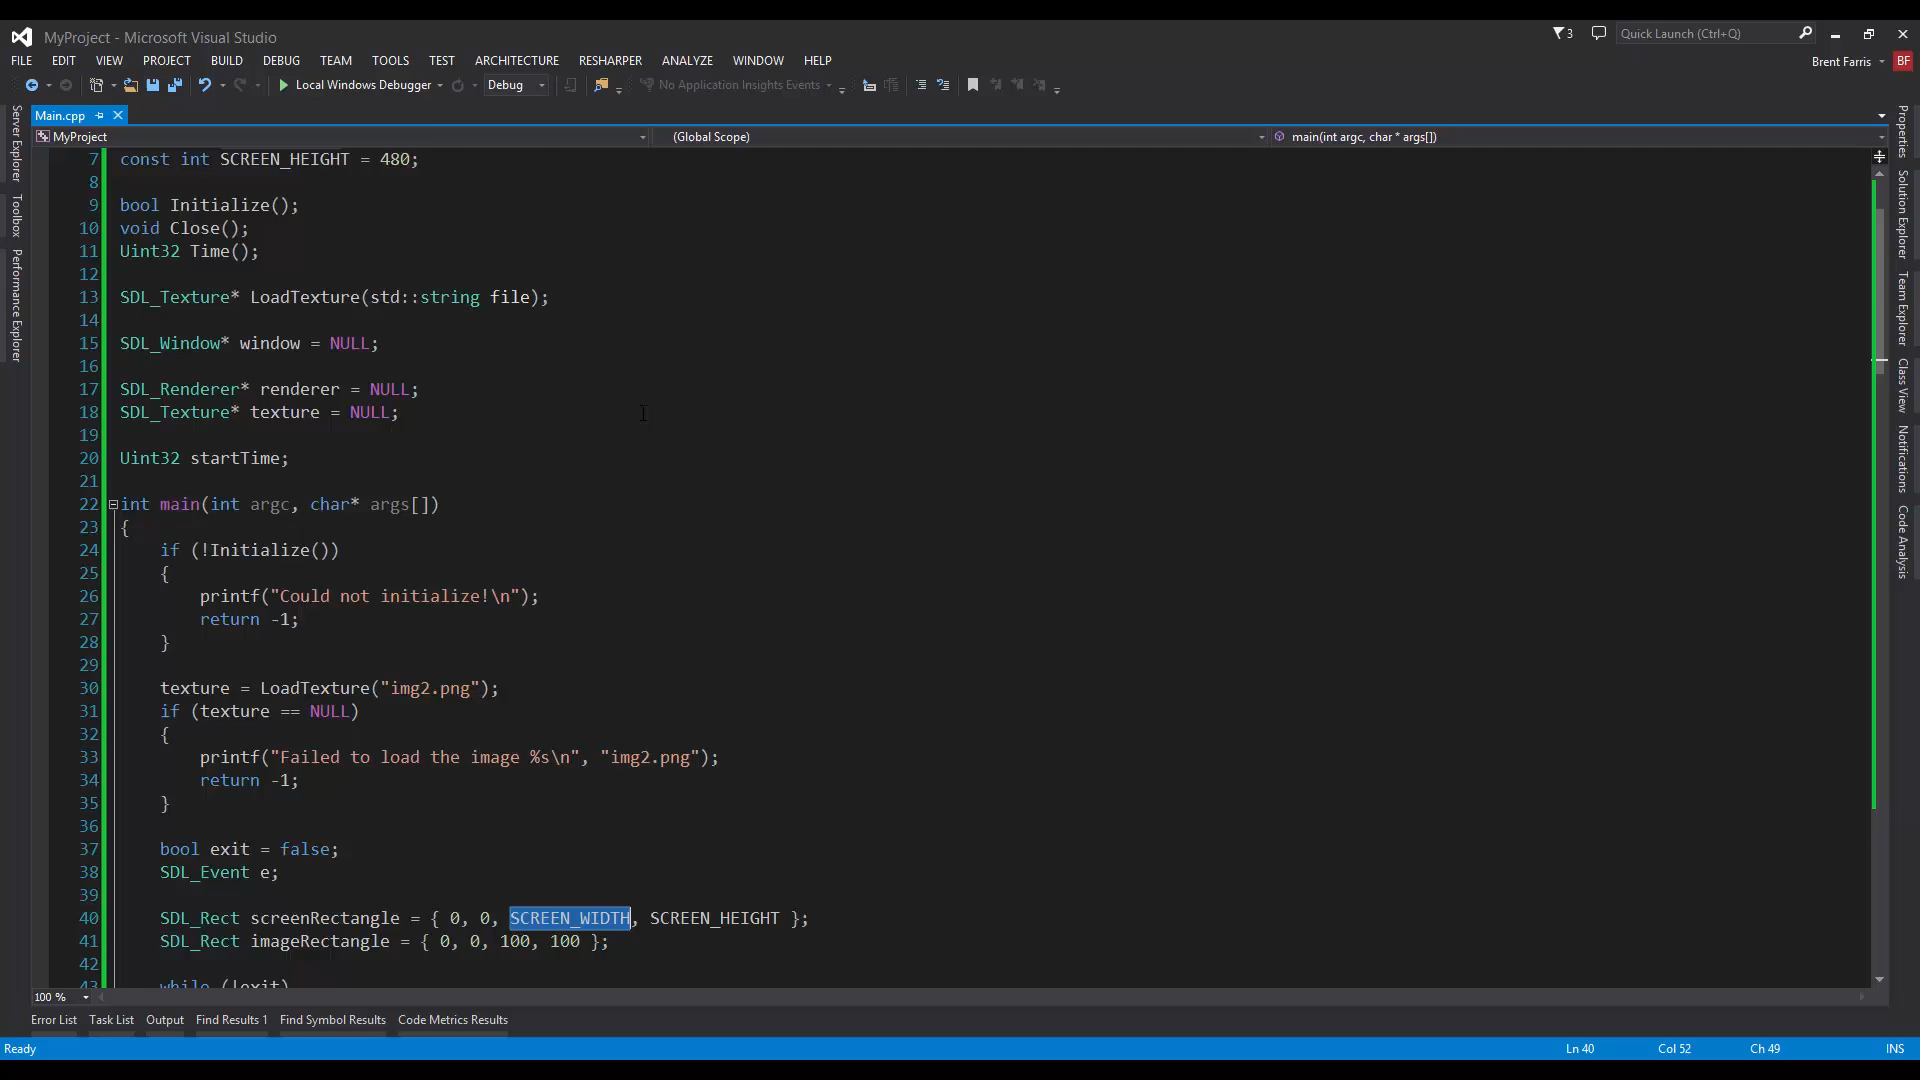 MyProject - Microsoft Visual Studio
3
Quick Launch (Ctrl+Q)
FILE EDIT VIEW PROJECT BUILD DEBUG TEAM TOOLS TEST ARCHITECTURE RESHARPER ANALYZE WINDOW HELP
Brent Farris BF
Local Windows Debugger Debug No Application Insights Events
Main.cpp
MyProject (Global Scope) main(int argc, char * args[])
7 const int SCREEN_HEIGHT = 480;
8
9 bool Initialize();
10 void Close();
11 Uint32 Time();
12
13 SDL_Texture* LoadTexture(std::string file);
14
15 SDL_Window* window = NULL;
16
17 SDL_Renderer* renderer = NULL;
18 SDL_Texture* texture = NULL;
19
20 Uint32 startTime;
21
22 int main(int argc, char* args[])
23 {
24 if (!Initialize())
25 {
26 printf("Could not initialize!\n");
27 return -1;
28 }
29
30 texture = LoadTexture("img2.png");
31 if (texture == NULL)
32 {
33 printf("Failed to load the image %s\n", "img2.png");
34 return -1;
35 }
36
37 bool exit = false;
38 SDL_Event e;
39
40 SDL_Rect screenRectangle = { 0, 0, SCREEN_WIDTH, SCREEN_HEIGHT };
41 SDL_Rect imageRectangle = { 0, 0, 100, 100 };
42
43 while (!exit)
Server Explorer
Toolbox
Performance Explorer
Properties
Solution Explorer
Team Explorer
Class View
Notifications
Code Analysis
100 %
Error List Task List Output Find Results 1 Find Symbol Results Code Metrics Results
Ready Ln 40 Col 52 Ch 49 INS